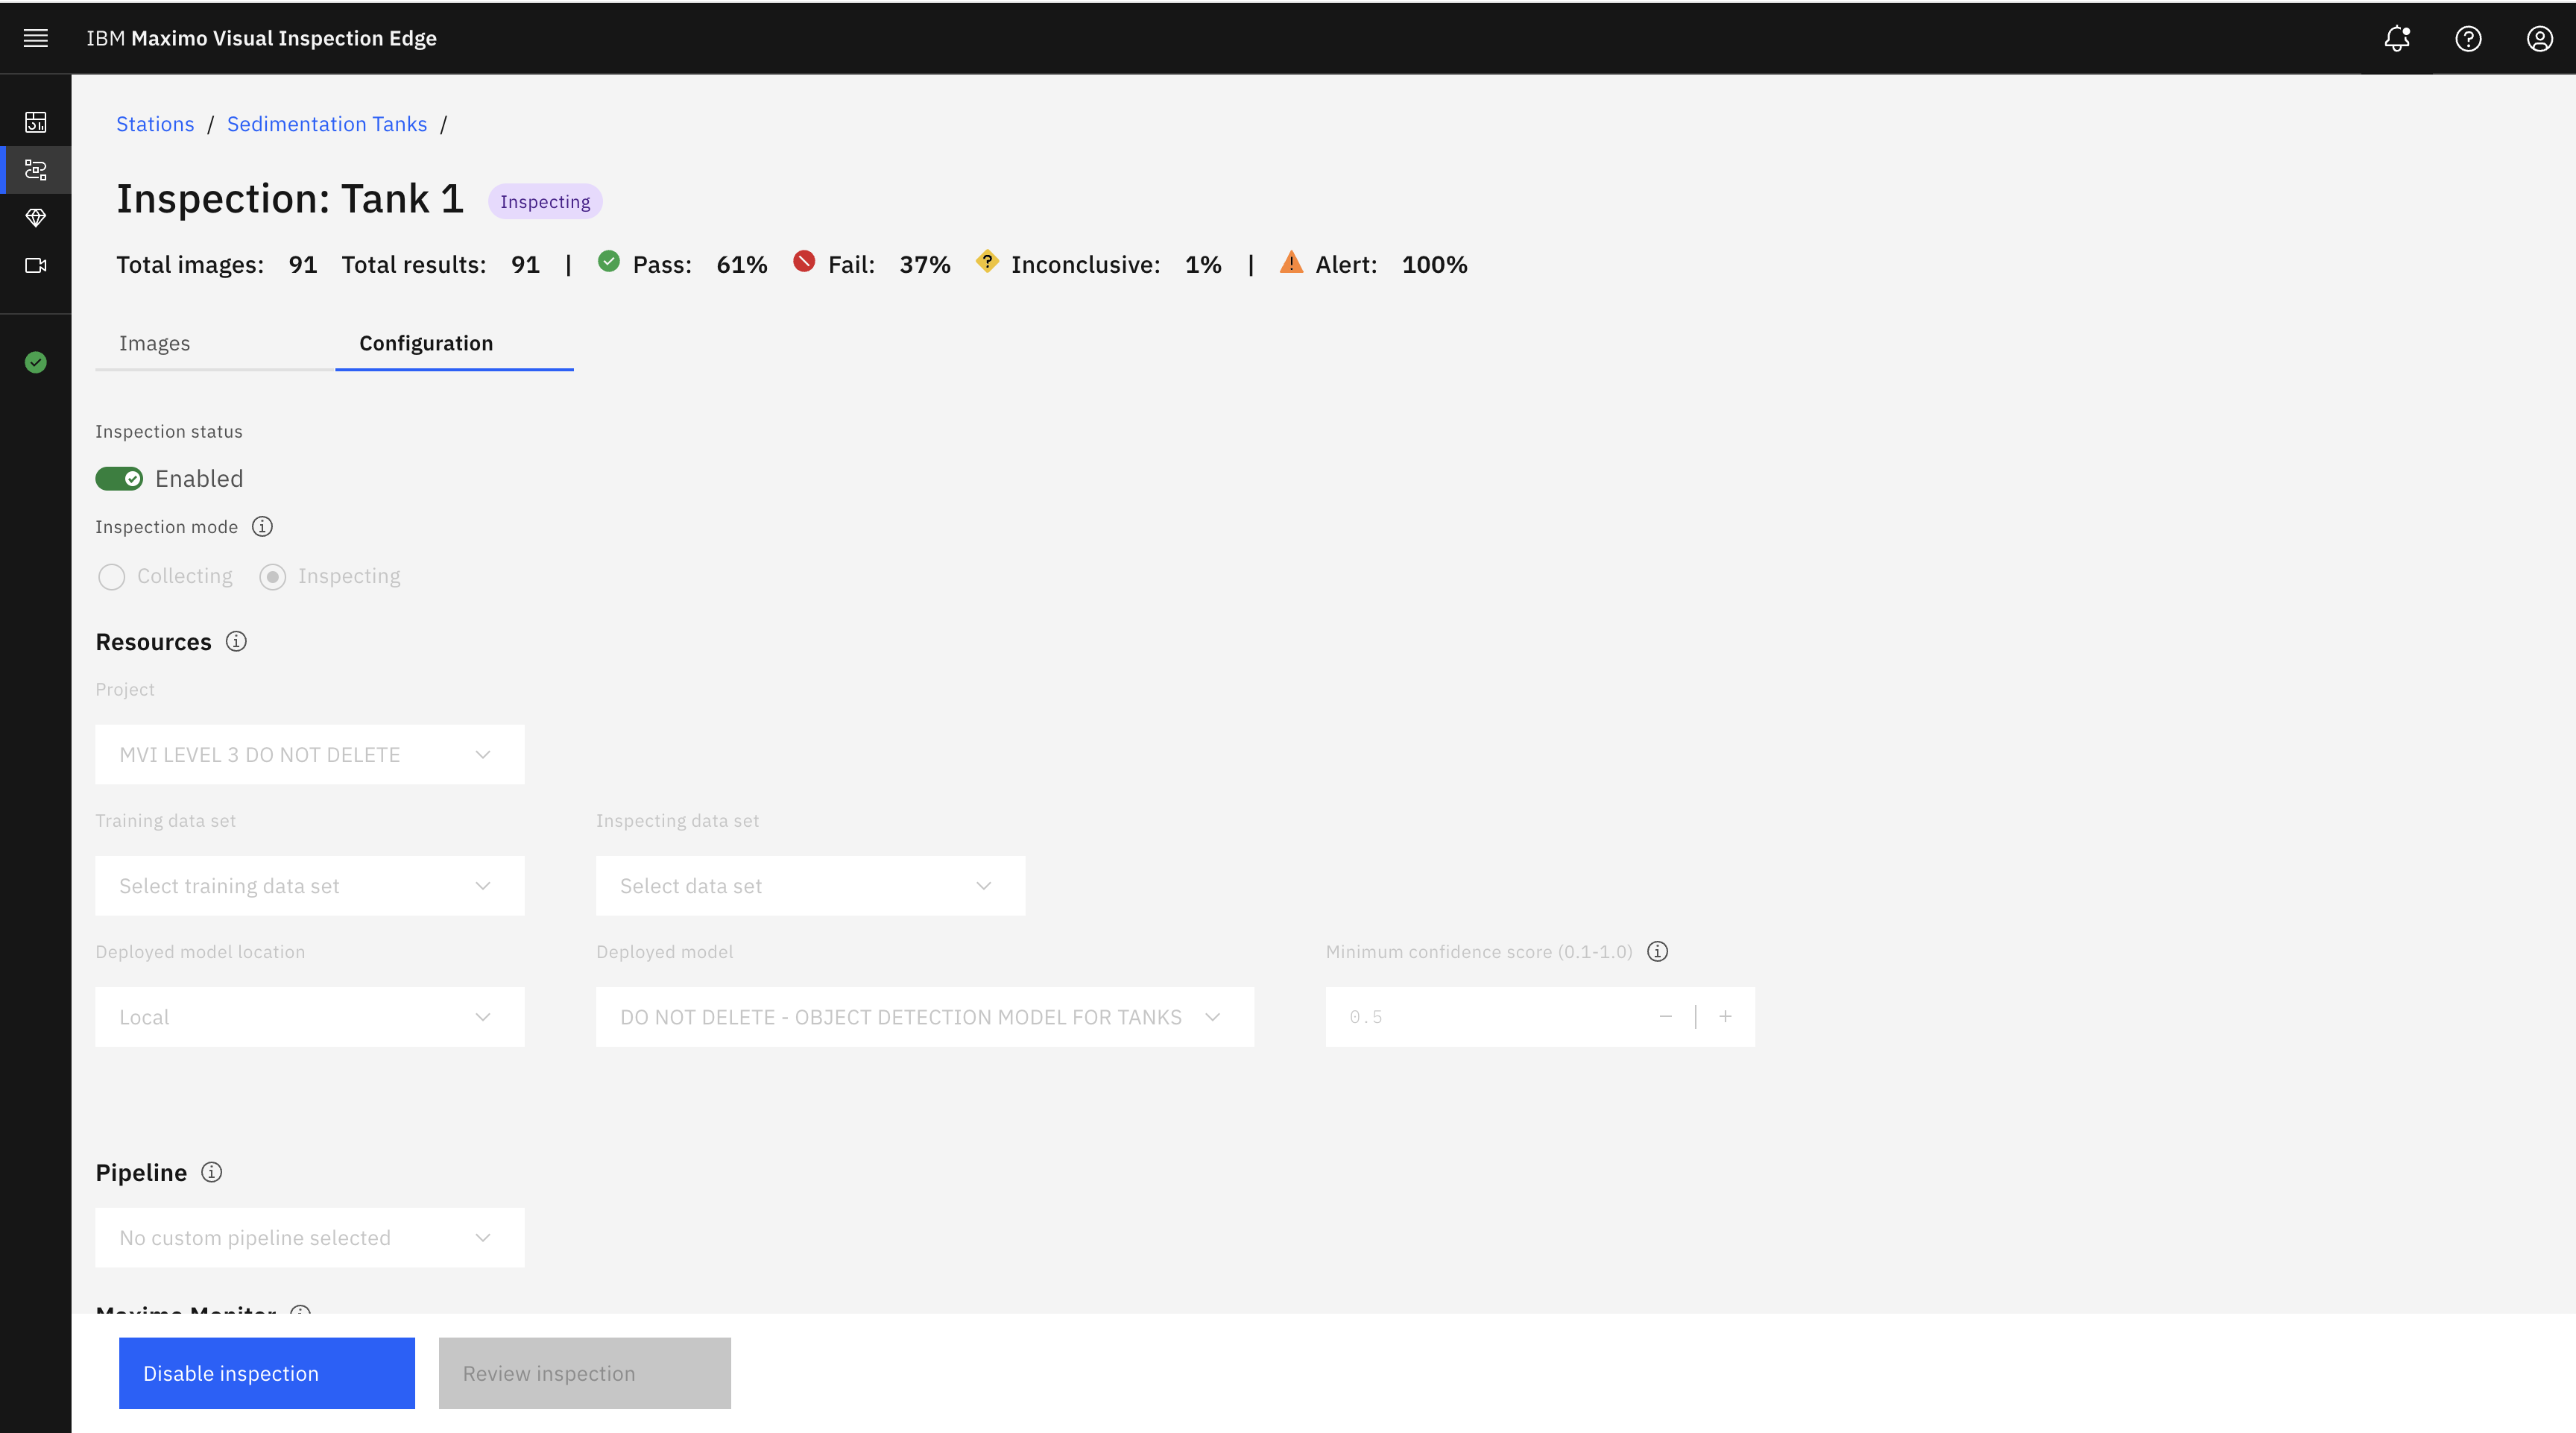 IBM Maximo Visual Inspection Edge
Stations / Sedimentation Tanks /
Inspection: Tank 1 Inspecting
Total images: 91 Total results: 91 | Pass: 61% Fail: 37% Inconclusive: 1% | Alert: 100%
Images Configuration
Inspection status
Enabled
Inspection mode
Collecting Inspecting
Resources
Project
MVI LEVEL 3 DO NOT DELETE
Training data set Inspecting data set
Select training data set Select data set
Deployed model location Deployed model Minimum confidence score (0.1-1.0)
Local DO NOT DELETE - OBJECT DETECTION MODEL FOR TANKS 0.5
Pipeline
No custom pipeline selected
Maximo Monitor
Disable inspection Review inspection